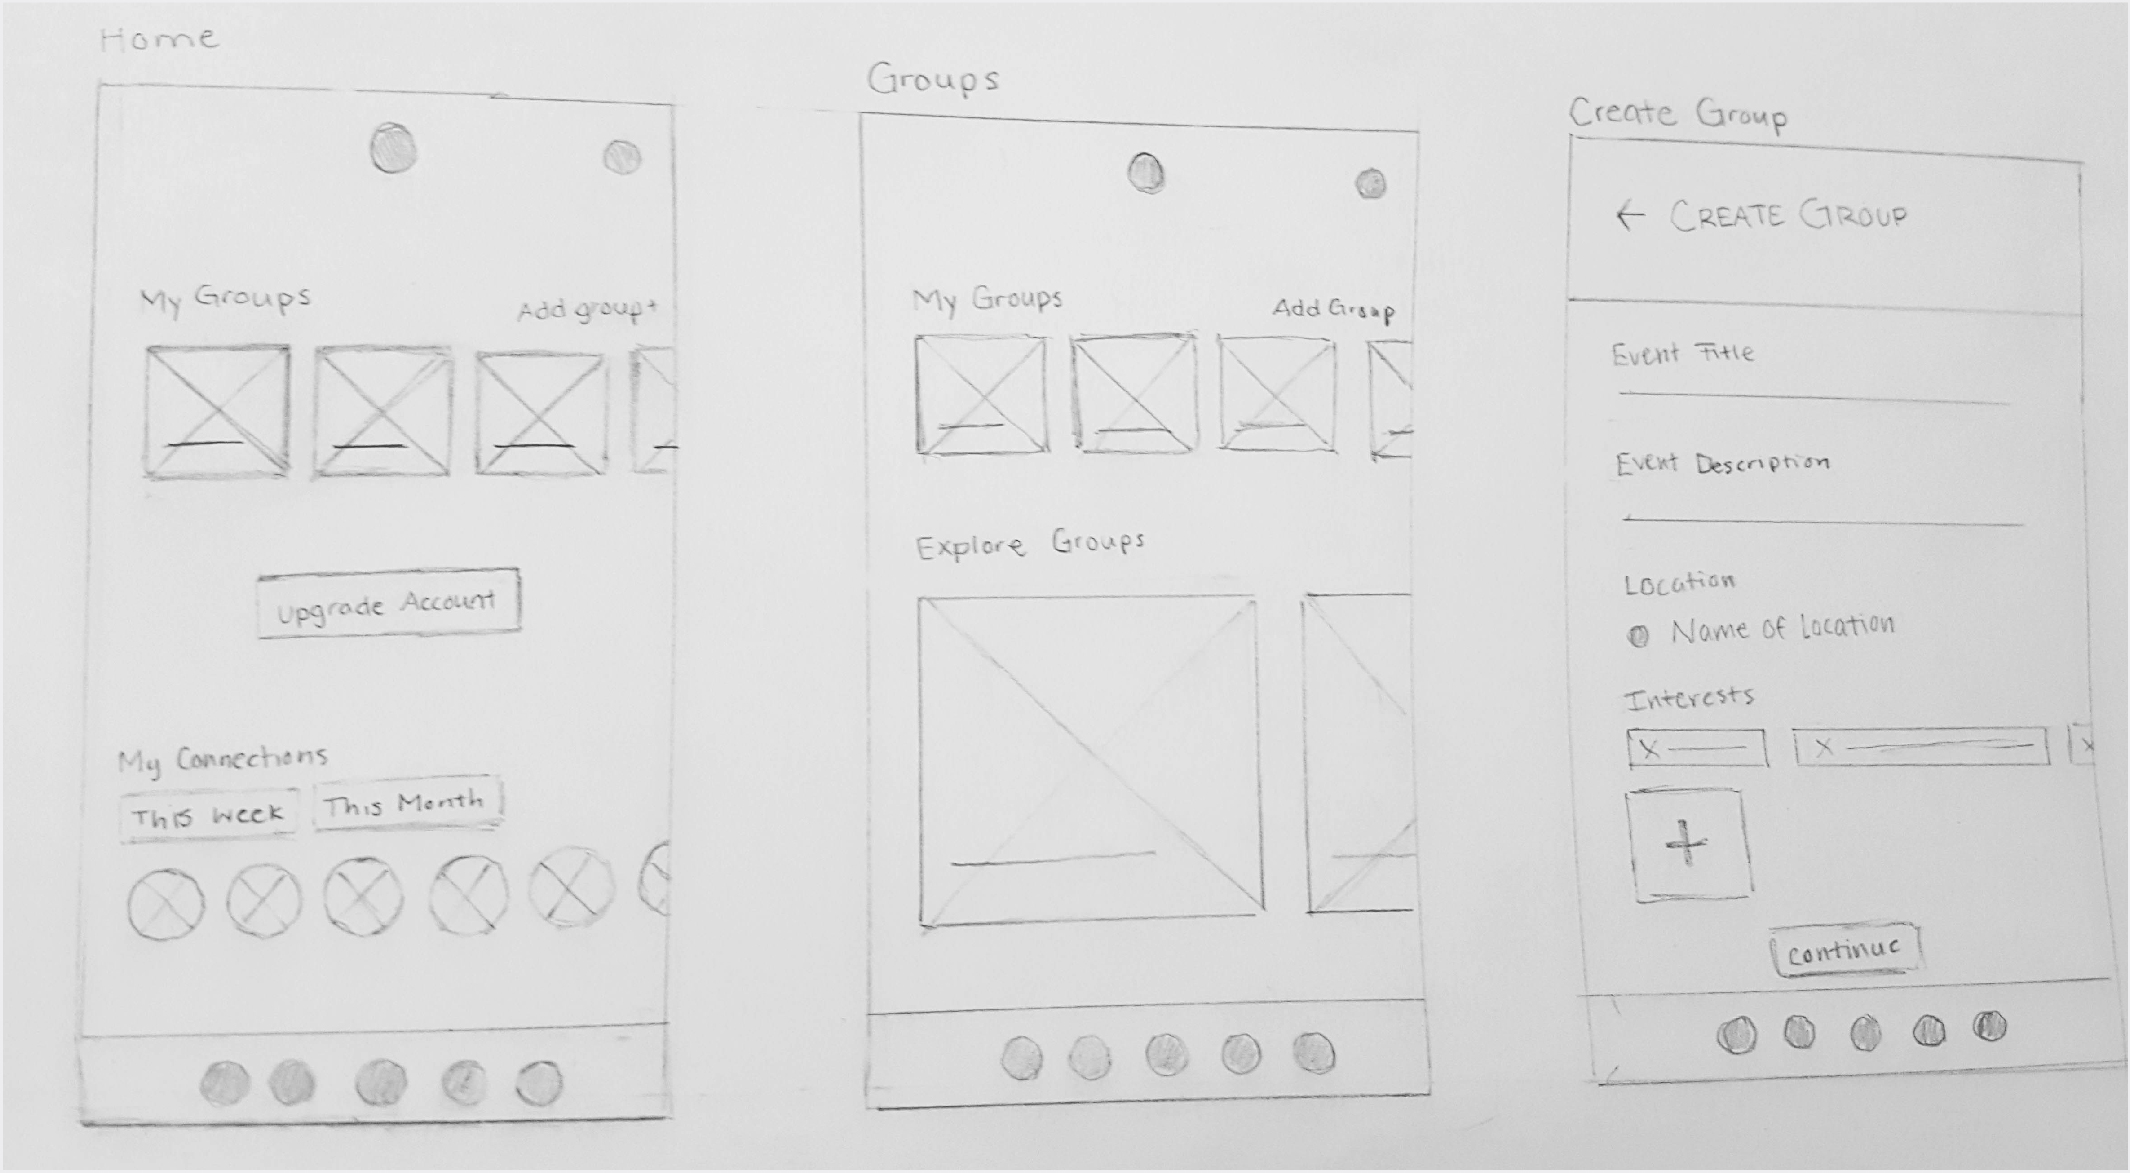 Home
My Groups
Add group+
Upgrade Account
My Connections
This week
This Month
Groups
My Groups
Add Group
Explore Groups
Create Group
← CREATE GROUP
Event Title
Event Description
Location
Name of Location
Interests
X
X
X
+
continue